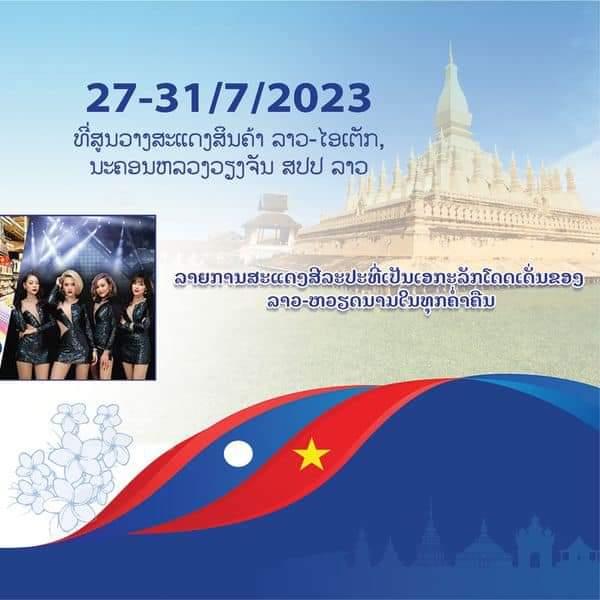 27-31/7/2023
ທີ່ສູນວາງສະແດງສິນຄ້າ ລາວ-ໄອເຕັກ,
ນະຄອນຫລວງວຽງຈັນ ສປປ ລາວ
ລາຍການສະແດງສີລະປະທີ່ເປັນເອກະລັກໂດດເດັ່ນຂອງ
ລາວ-ຫວຽດນາມໃນທຸກຄ່ຳຄືນ